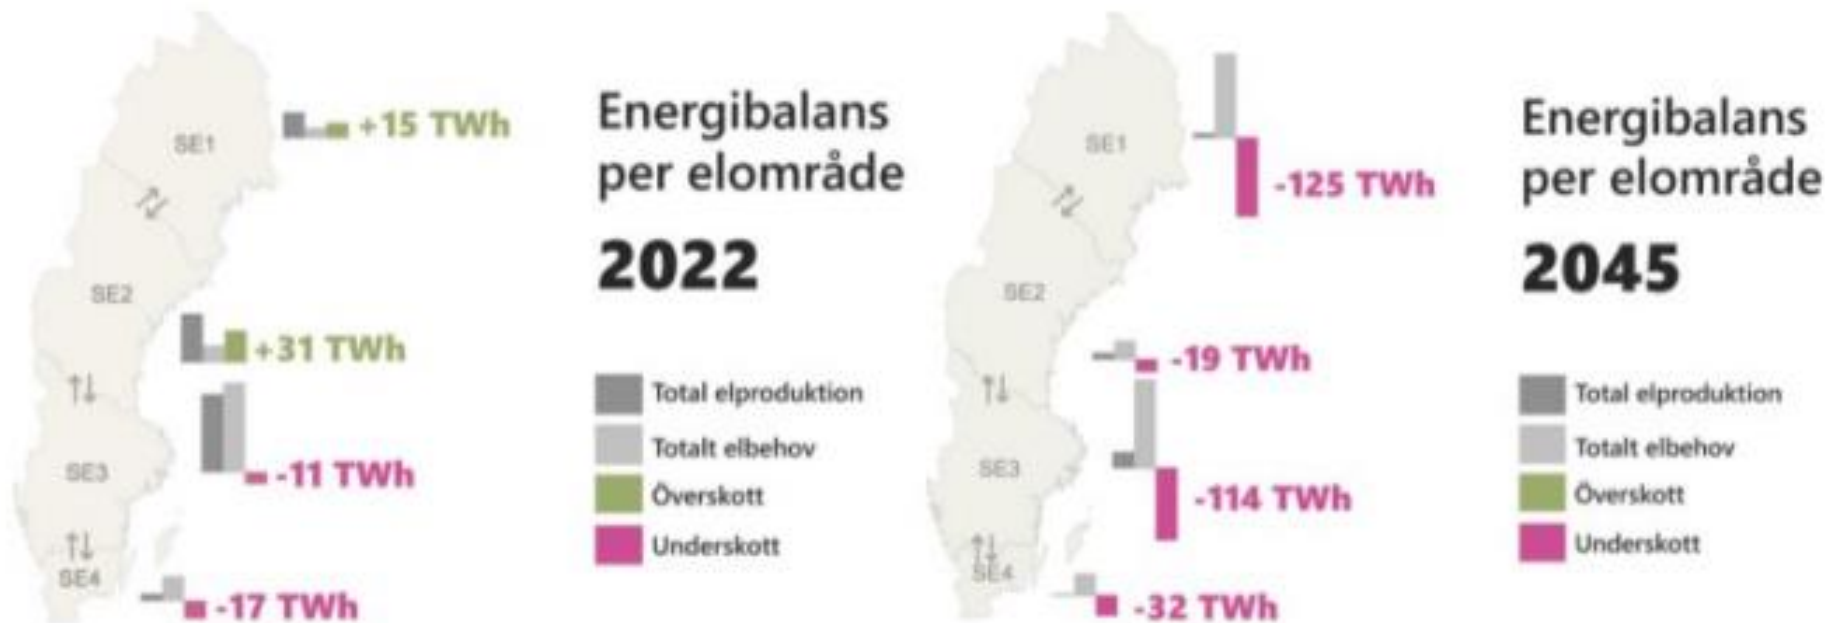 SE1
+15 TWh
SE2
+31 TWh
SE3
-11 TWh
SE4
-17 TWh
Energibalans
per elområde
2022
Total elproduktion
Totalt elbehov
Överskott
Underskott
SE1
-125 TWh
SE2
-19 TWh
SE3
-114 TWh
SE4
-32 TWh
Energibalans
per elområde
2045
Total elproduktion
Totalt elbehov
Överskott
Underskott